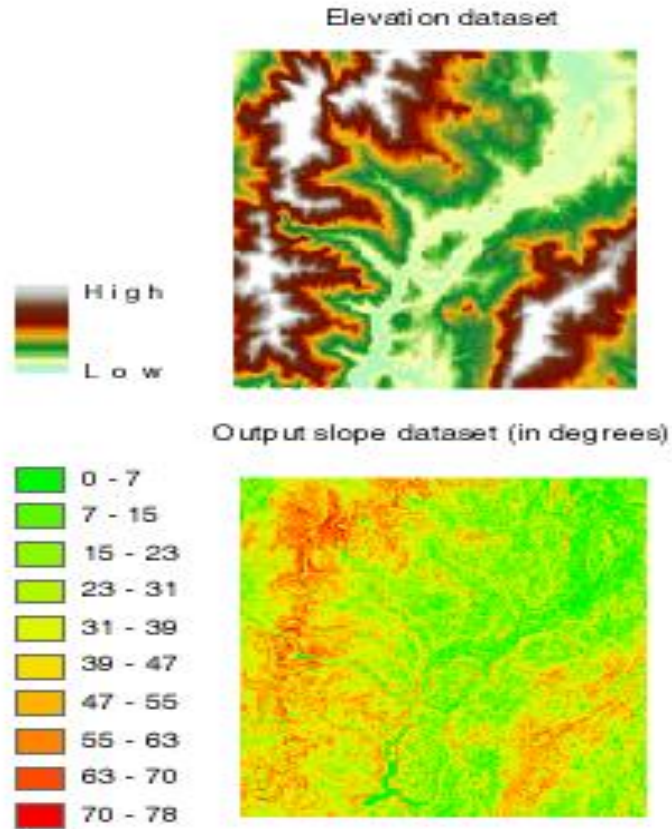 Elevation dataset
High
Low
Output slope dataset (in degrees)
0 - 7
7 - 15
15 - 23
23 - 31
31 - 39
39 - 47
47 - 55
55 - 63
63 - 70
70 - 78